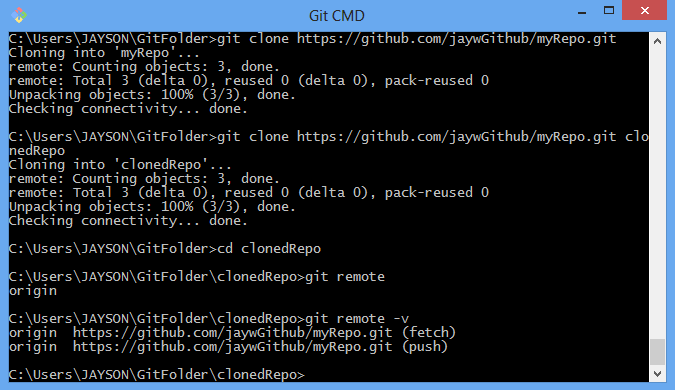 Git CMD
C:\Users\JAYSON\GitFolder>git clone https://github.com/jaywGithub/myRepo.git
Cloning into 'myRepo'...
remote: Counting objects: 3, done.
remote: Total 3 (delta 0), reused 0 (delta 0), pack-reused 0
Unpacking objects: 100% (3/3), done.
Checking connectivity... done.
C:\Users\JAYSON\GitFolder>git clone https://github.com/jaywGithub/myRepo.git clo
nedRepo
Cloning into 'clonedRepo'...
remote: Counting objects: 3, done.
remote: Total 3 (delta 0), reused 0 (delta 0), pack-reused 0
Unpacking objects: 100% (3/3), done.
Checking connectivity... done.
C:\Users\JAYSON\GitFolder>cd clonedRepo
C:\Users\JAYSON\GitFolder\clonedRepo>git remote
origin
C:\Users\JAYSON\GitFolder\clonedRepo>git remote -v
origin  https://github.com/jaywGithub/myRepo.git (fetch)
origin  https://github.com/jaywGithub/myRepo.git (push)
C:\Users\JAYSON\GitFolder\clonedRepo>